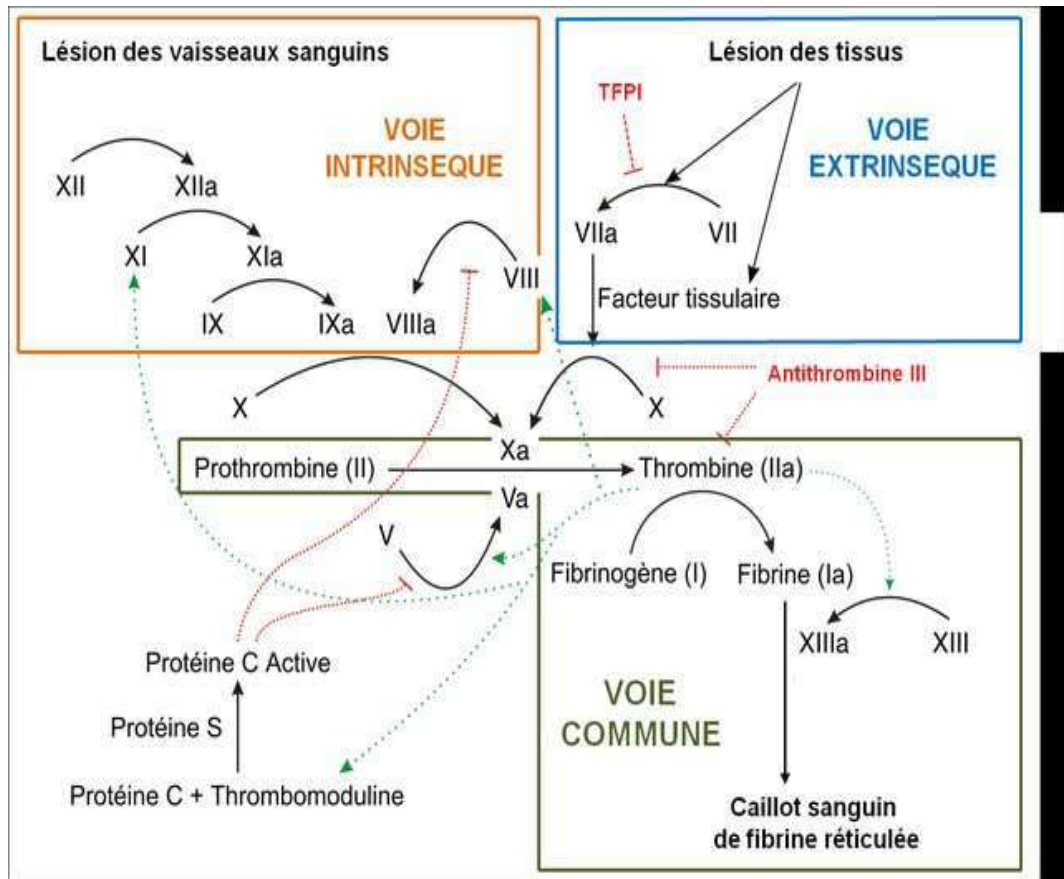 Lésion des vaisseaux sanguins
VOIE
INTRINSEQUE
XII
XIIa
XI
XIa
IX
IXa
VIIIa
VIII
Lésion des tissus
TFPI
VOIE
EXTRINSEQUE
VIIa
VII
Facteur tissulaire
X
X
Antithrombine III
Xa
Prothrombine (II)
Thrombine (IIa)
Va
V
Fibrinogène (I)
Fibrine (Ia)
XIIIa
XIII
Protéine C Active
Protéine S
Protéine C + Thrombomoduline
VOIE
COMMUNE
Caillot sanguin
de fibrine réticulée